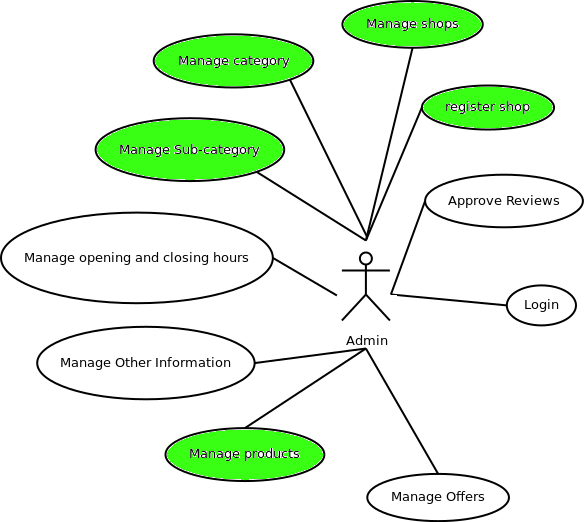 Manage shops
Manage category
register shop
Manage Sub-category
Approve Reviews
Manage opening and closing hours
Login
Admin
Manage Other Information
Manage products
Manage Offers